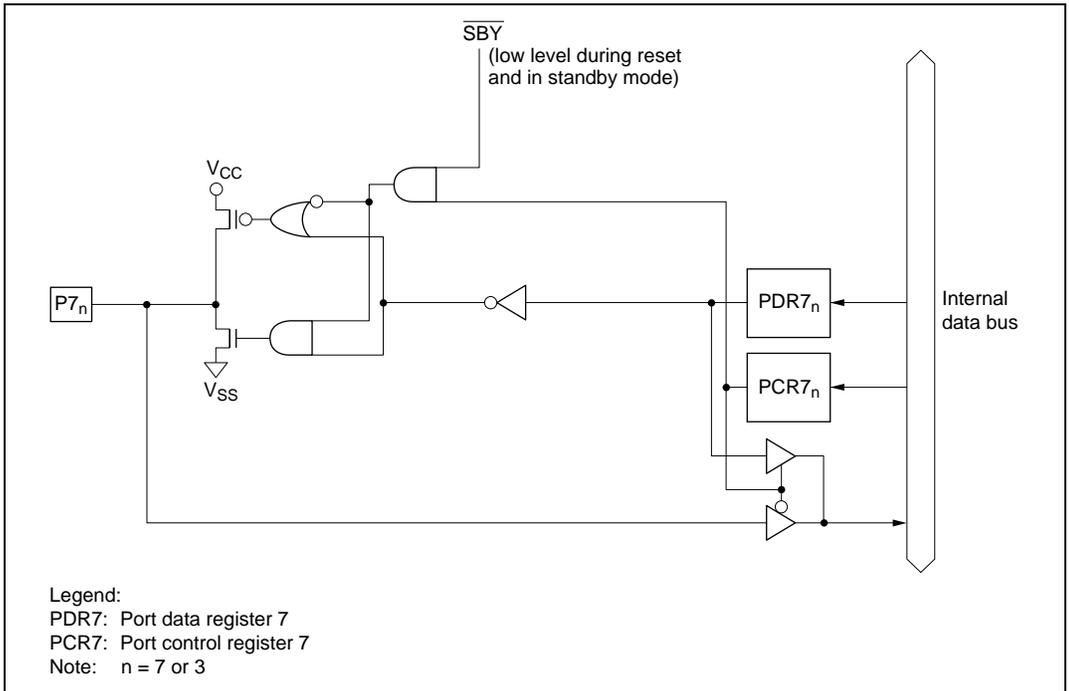 SBY
(low level during reset
and in standby mode)
VCC
P7n
PDR7n
Internal
data bus
PCR7n
VSS
Legend:
PDR7: Port data register 7
PCR7: Port control register 7
Note: n = 7 or 3